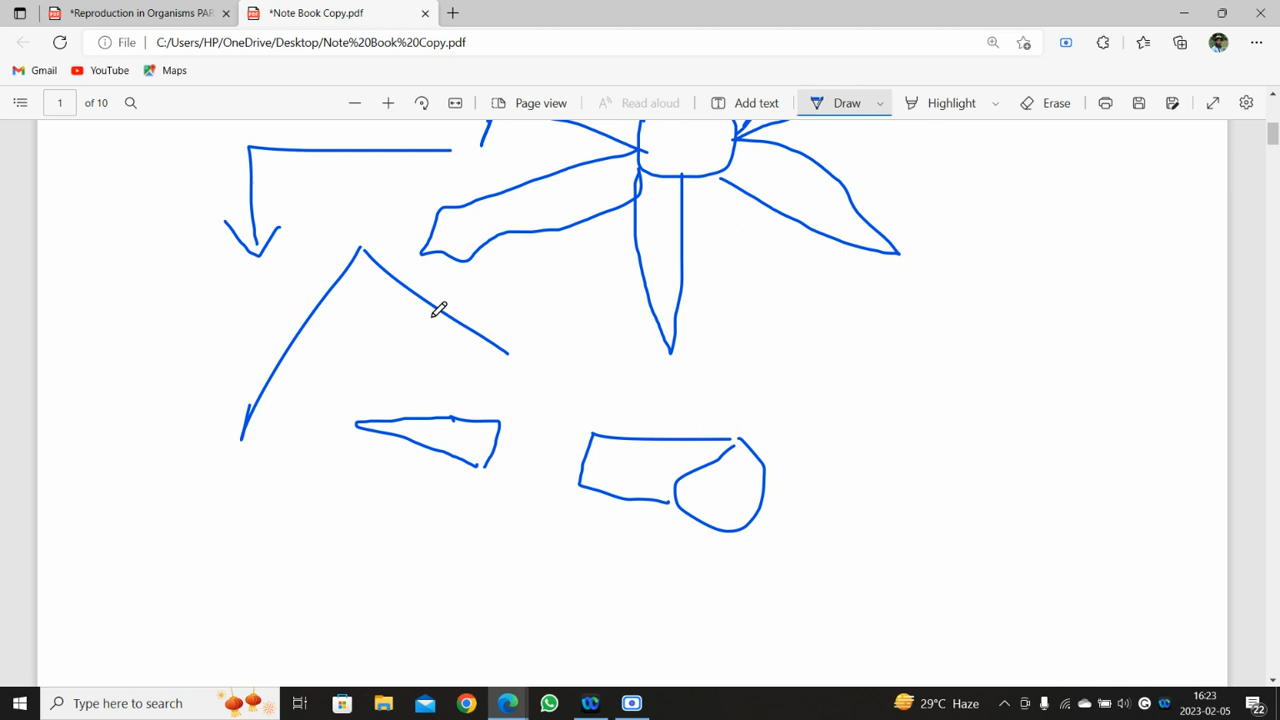 *Reproduction in Organisms PAR
*Note Book Copy.pdf
File C:/Users/HP/OneDrive/Desktop/Note%20Book%20Copy.pdf
Gmail YouTube Maps
1 of 10 Page view Read aloud Add text Draw Highlight Erase
Type here to search
29°C Haze
16:23
2023-02-05
22